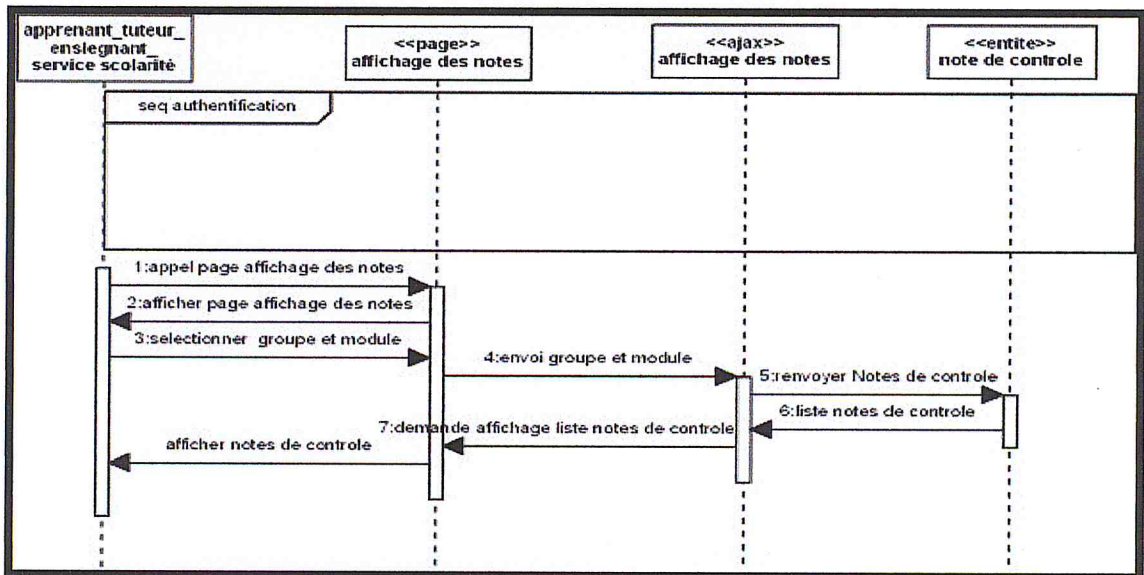 apprenant_tuteur_
enslegnant_
service scolarité
<<page>>
affichage des notes
<<ajax>>
affichage des notes
<<entite>>
note de controle
seq authentification
1:appel page affichage des notes
2:afficher page affichage des notes
3:selectionner groupe et module
4:envoi groupe et module
5:renvoyer Notes de controle
6:liste notes de controle
7:demande affichage liste notes de controle
afficher notes de controle